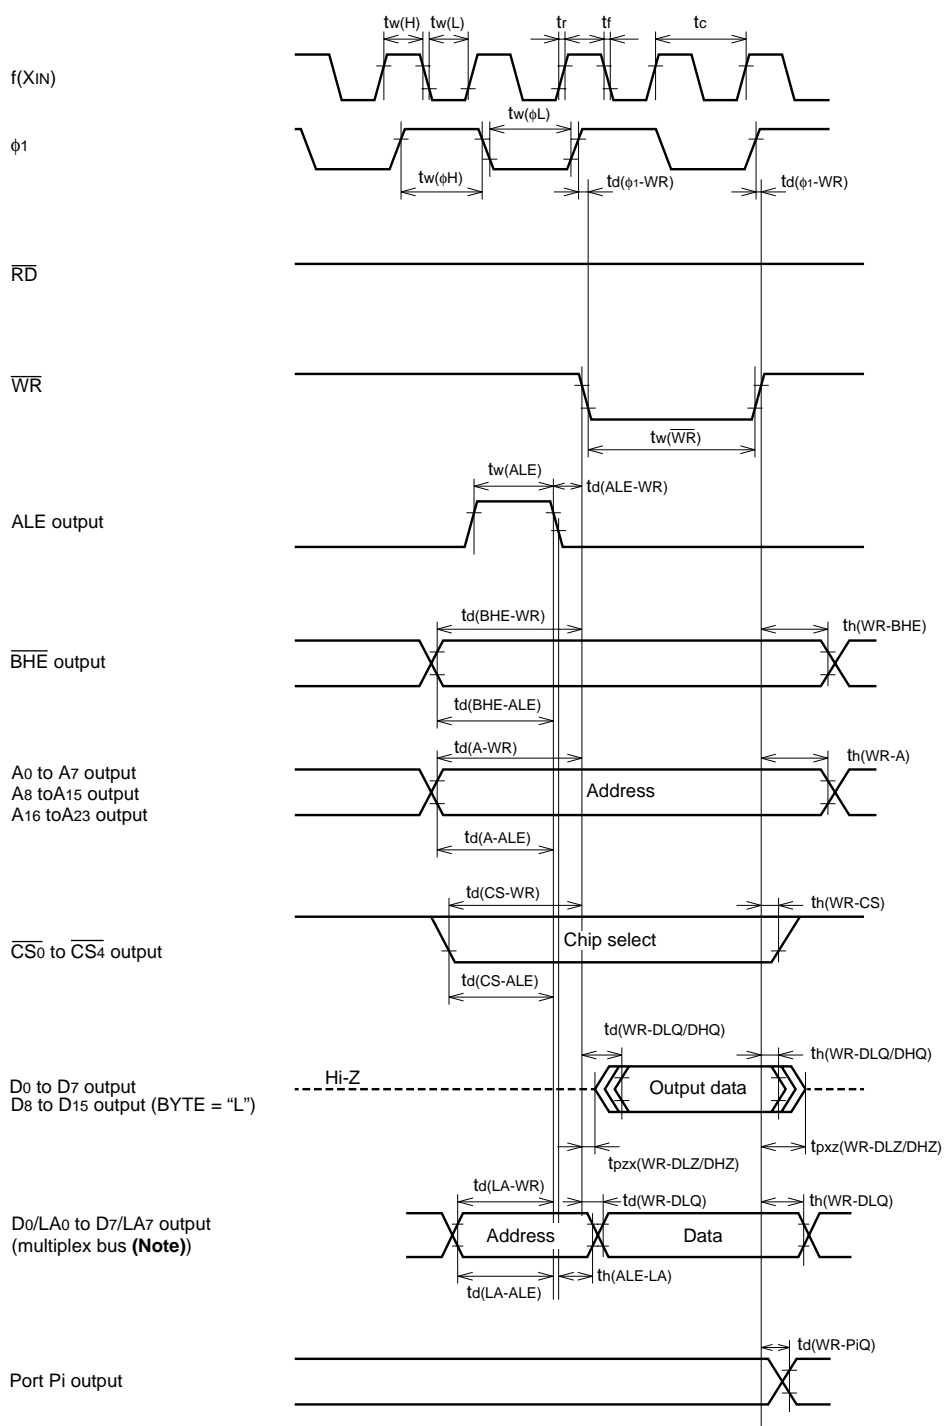 tw(H) tw(L) tr tf tc
f(XIN)
tw(ϕL)
ϕ1
tw(ϕH) td(ϕ1-WR) td(ϕ1-WR)
RD
WR
tw(WR)
tw(ALE)
td(ALE-WR)
ALE output
td(BHE-WR) th(WR-BHE)
BHE output
td(BHE-ALE)
td(A-WR) th(WR-A)
A0 to A7 output
A8 toA15 output Address
A16 toA23 output
td(A-ALE)
td(CS-WR) th(WR-CS)
Chip select
CS0 to CS4 output
td(CS-ALE)
td(WR-DLQ/DHQ)
th(WR-DLQ/DHQ)
Hi-Z
D0 to D7 output Output data
D8 to D15 output (BYTE = “L”)
tpxz(WR-DLZ/DHZ)
tpzx(WR-DLZ/DHZ)
td(LA-WR) td(WR-DLQ) th(WR-DLQ)
D0/LA0 to D7/LA7 output
Address Data
(multiplex bus (Note))
th(ALE-LA)
td(LA-ALE)
td(WR-PiQ)
Port Pi output